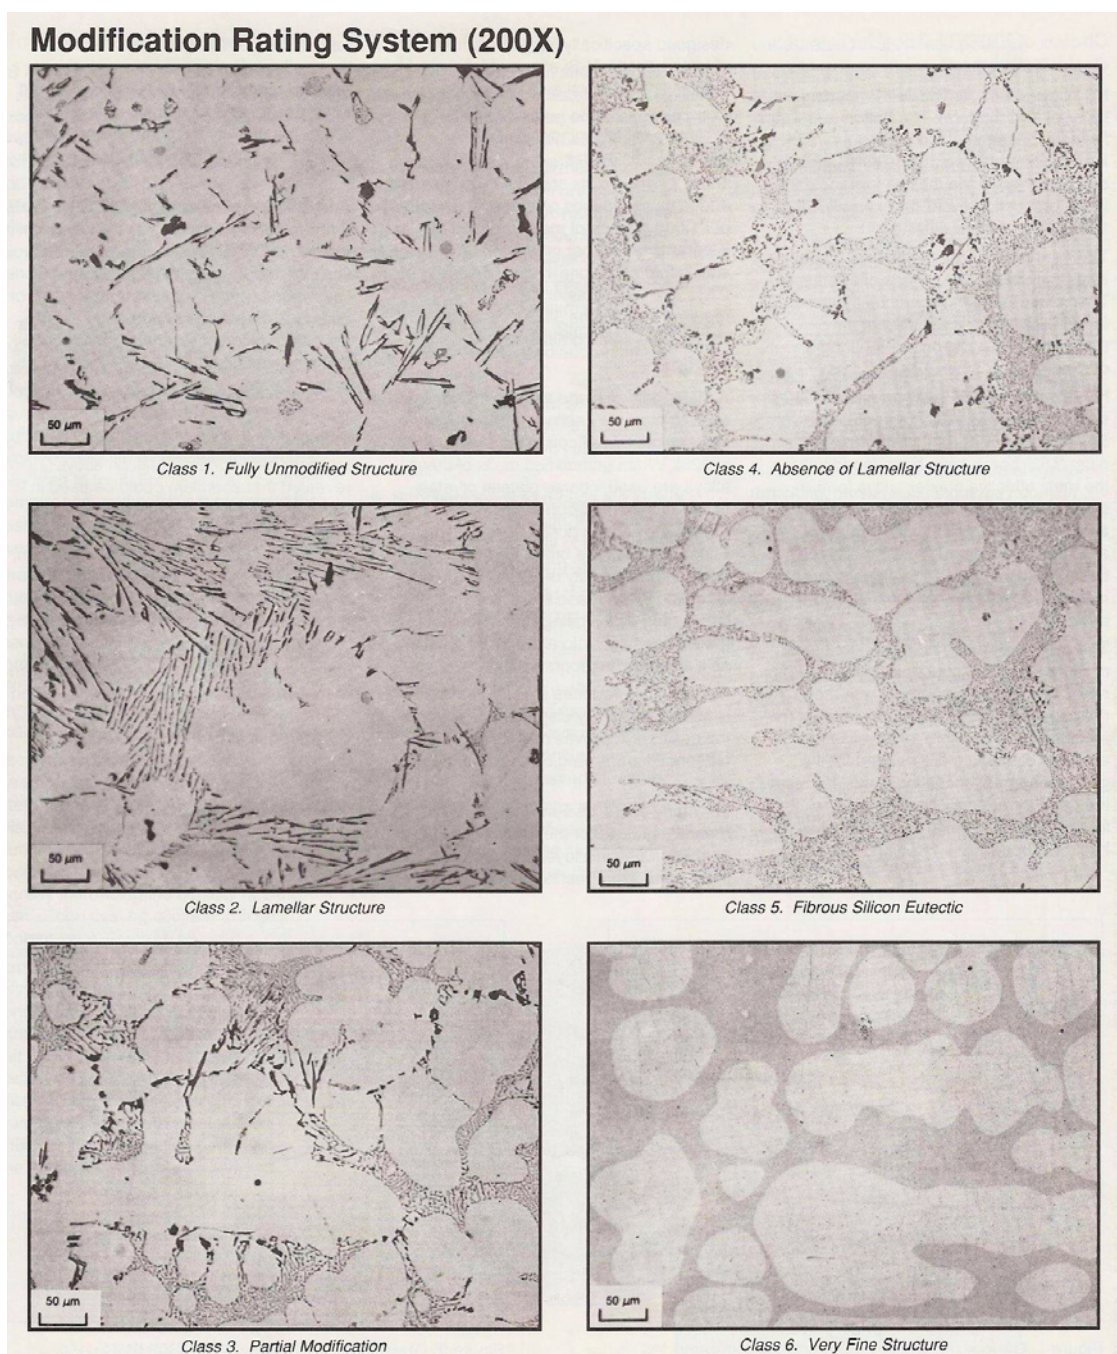 Modification Rating System (200X)
50 µm
Class 1. Fully Unmodified Structure
50 µm
Class 4. Absence of Lamellar Structure
50 µm
Class 2. Lamellar Structure
50 µm
Class 5. Fibrous Silicon Eutectic
50 µm
Class 3. Partial Modification
50 µm
Class 6. Very Fine Structure